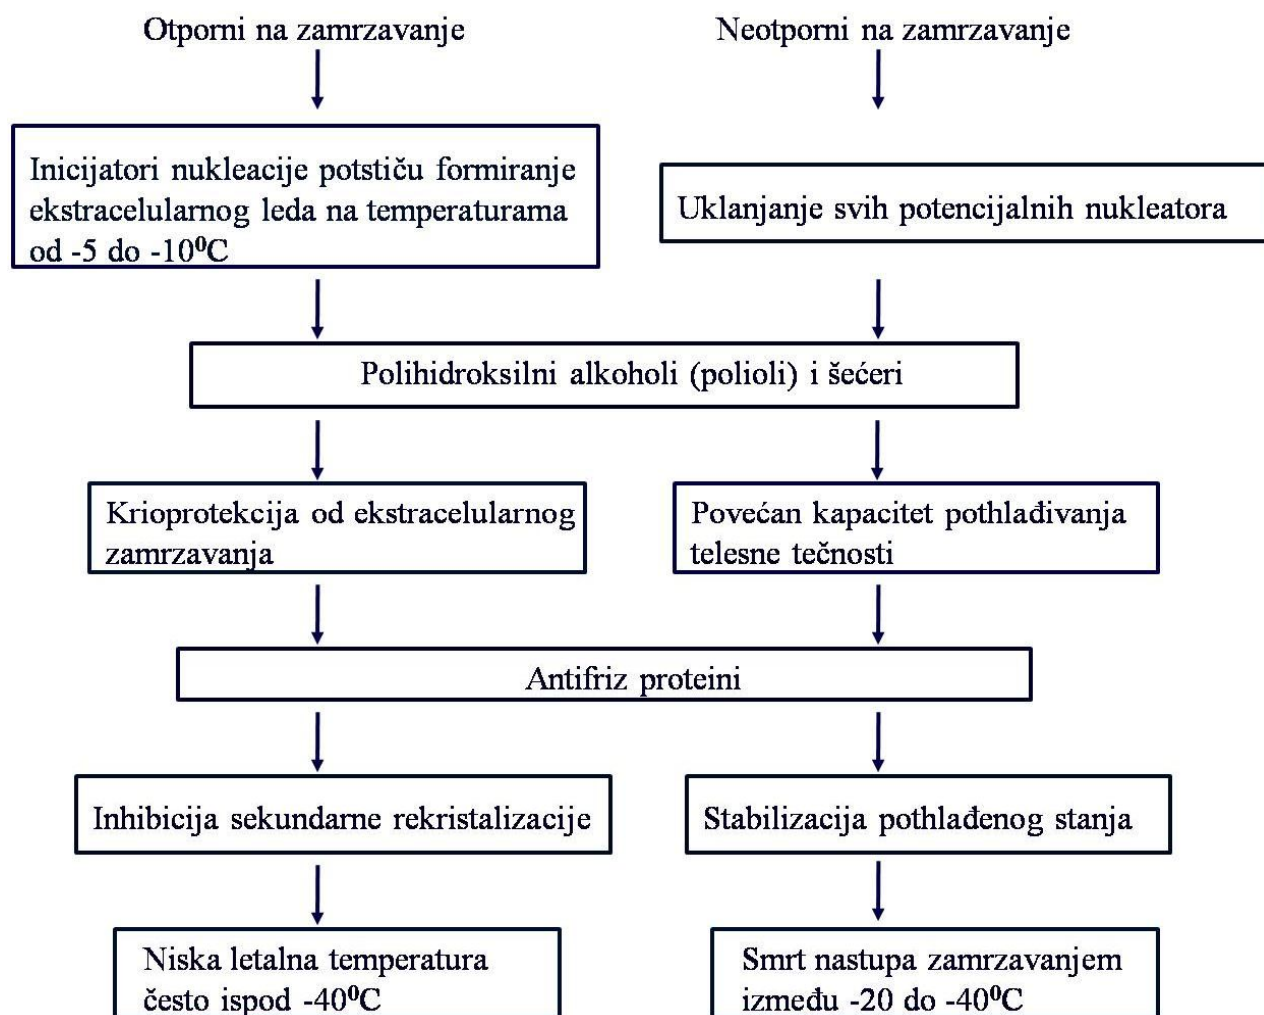 Otporni na zamrzavanje
Neotporni na zamrzavanje
Inicijatori nukleacije potstiču formiranje
ekstracelularnog leda na temperaturama
od -5 do -10⁰C
Uklanjanje svih potencijalnih nukleatora
Polihidroksilni alkoholi (polioli) i šećeri
Krioprotekcija od ekstracelularnog
zamrzavanja
Povećan kapacitet pothlađivanja
telesne tečnosti
Antifriz proteini
Inhibicija sekundarne rekristalizacije
Stabilizacija pothlađenog stanja
Niska letalna temperatura
često ispod -40⁰C
Smrt nastupa zamrzavanjem
između -20 do -40⁰C